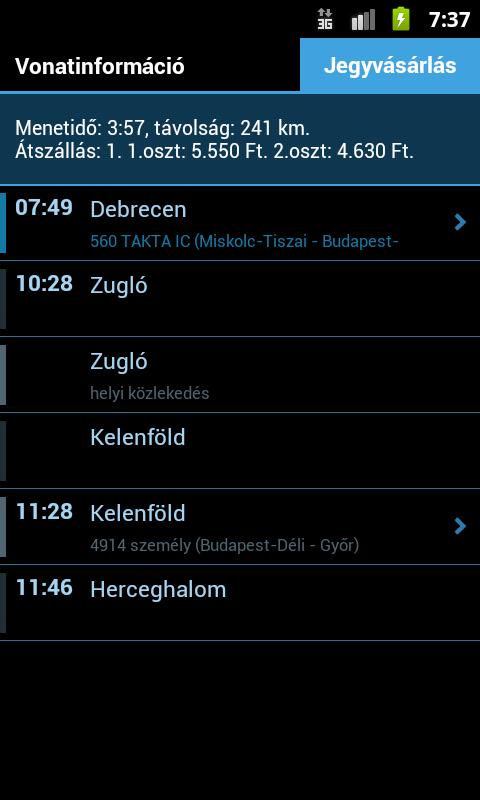 3G 7:37
Vonatinformáció Jegyvásárlás
Menetidő: 3:57, távolság: 241 km.
Átszállás: 1. 1.oszt: 5.550 Ft. 2.oszt: 4.630 Ft.
07:49 Debrecen
560 TAKTA IC (Miskolc-Tiszai - Budapest-
10:28 Zugló
Zugló
helyi közlekedés
Kelenföld
11:28 Kelenföld
4914 személy (Budapest-Déli - Győr)
11:46 Herceghalom